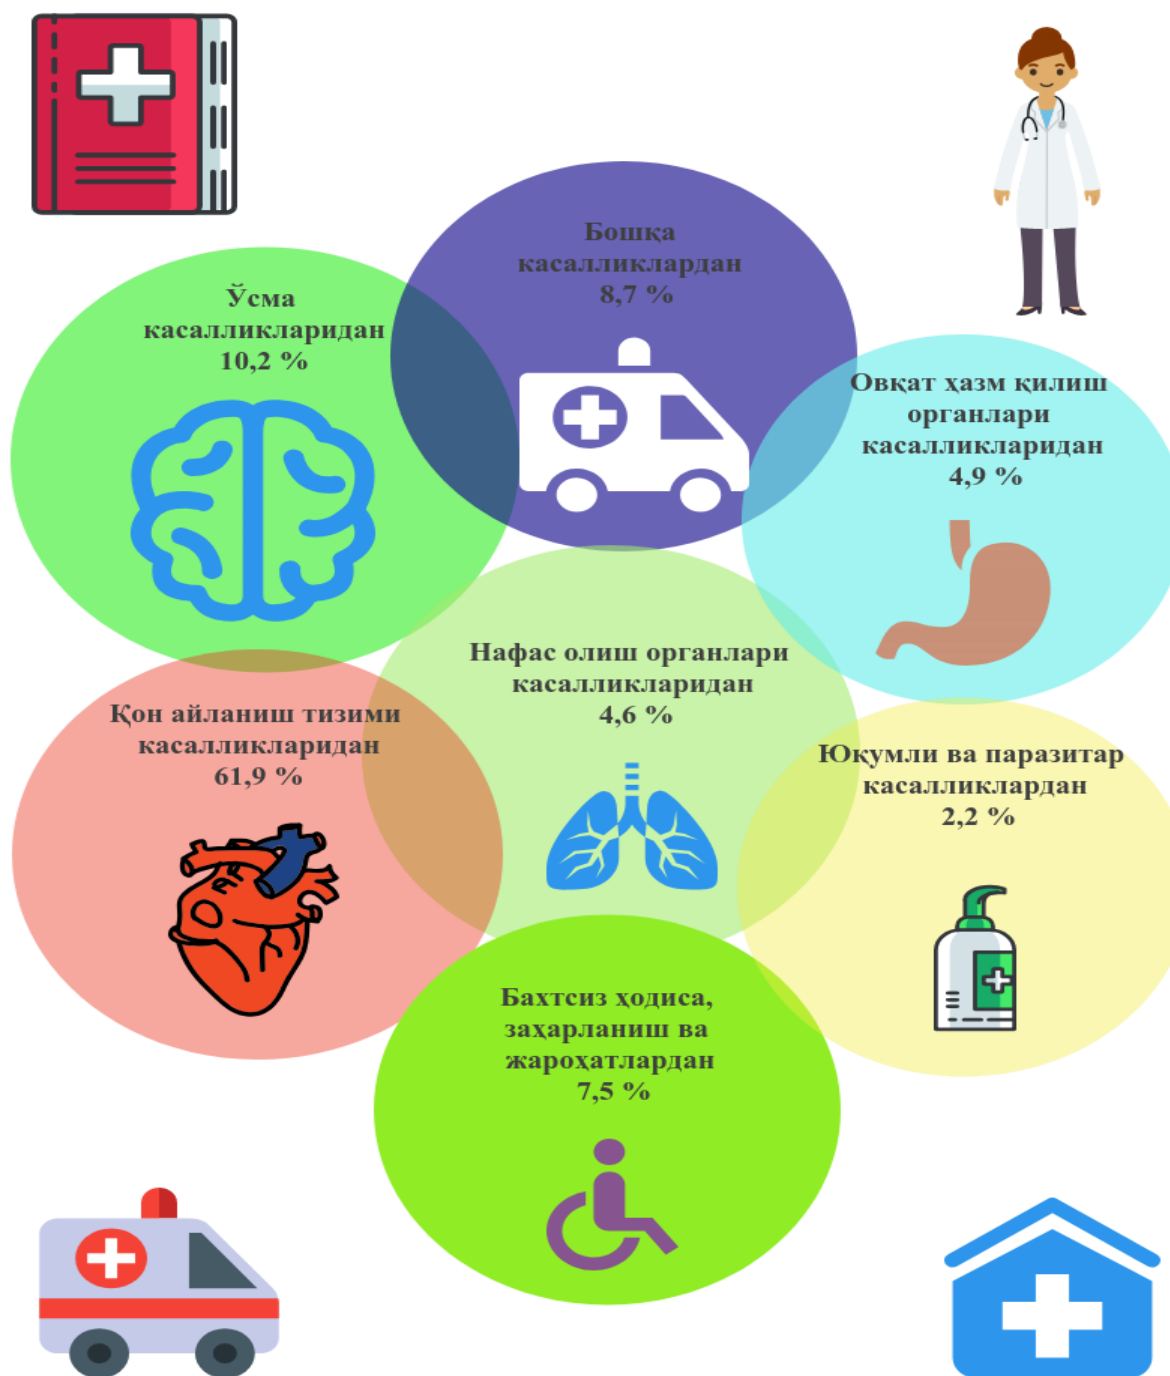 Бошқа
касалликлардан
8,7 %
Ўсма
касалликларидан
10,2 %
Овқат ҳазм қилиш
органлари
касалликларидан
4,9 %
Нафас олиш органлари
касалликларидан
4,6 %
Қон айланиш тизими
касалликларидан
61,9 %
Юқумли ва паразитар
касалликлардан
2,2 %
Бахтсиз ҳодиса,
заҳарланиш ва
жароҳатлардан
7,5 %